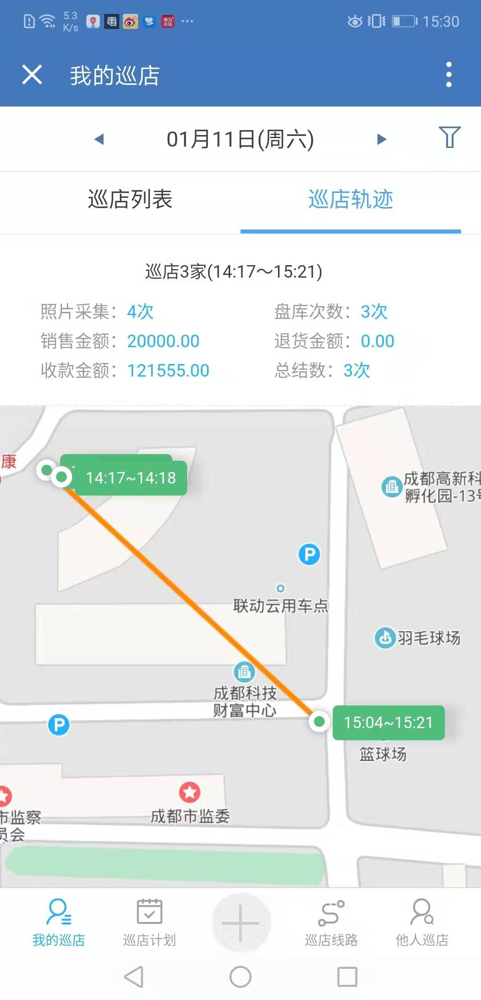 5.3
K/s
15:30
我的巡店
01月11日(周六)
巡店列表
巡店轨迹
巡店3家(14:17～15:21)
照片采集：4次
盘库次数：3次
销售金额：20000.00
退货金额：0.00
收款金额：121555.00
总结数：3次
康
14:17~14:18
成都高新科
孵化园-13
P
联动云用车点
羽毛球场
成都科技
财富中心
P
15:04~15:21
篮球场
成都市监委
市监察
员会
我的巡店
巡店计划
巡店线路
他人巡店